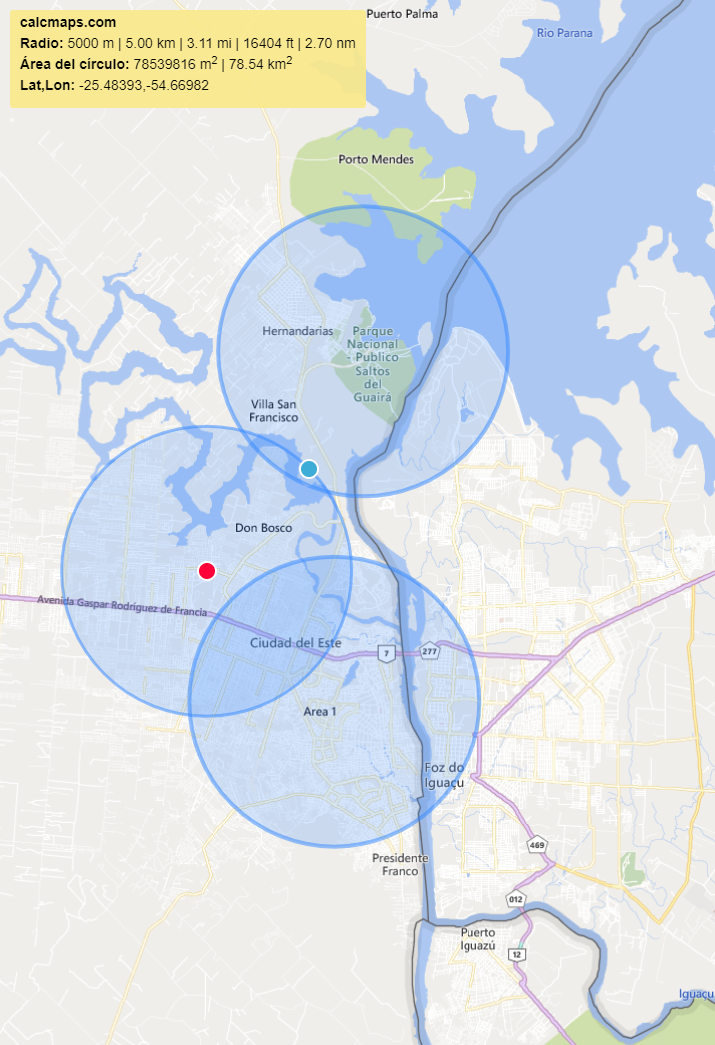 calcmaps.com
Radio: 5000 m | 5.00 km | 3.11 mi | 16404 ft | 2.70 nm
Área del círculo: 78539816 m² | 78.54 km²
Lat,Lon: -25.48393,-54.66982
Puerto Palma
Rio Parana
Porto Mendes
Hernandarias
Parque
Nacional
- Publico
Saltos
del
Guairá
Villa San
Francisco
Don Bosco
Avenida Gaspar Rodriguez de Francia
Ciudad del Este
7
277
Area 1
Foz do
Iguaçu
469
Presidente
Franco
012
Puerto
Iguazú
12
Iguaçu